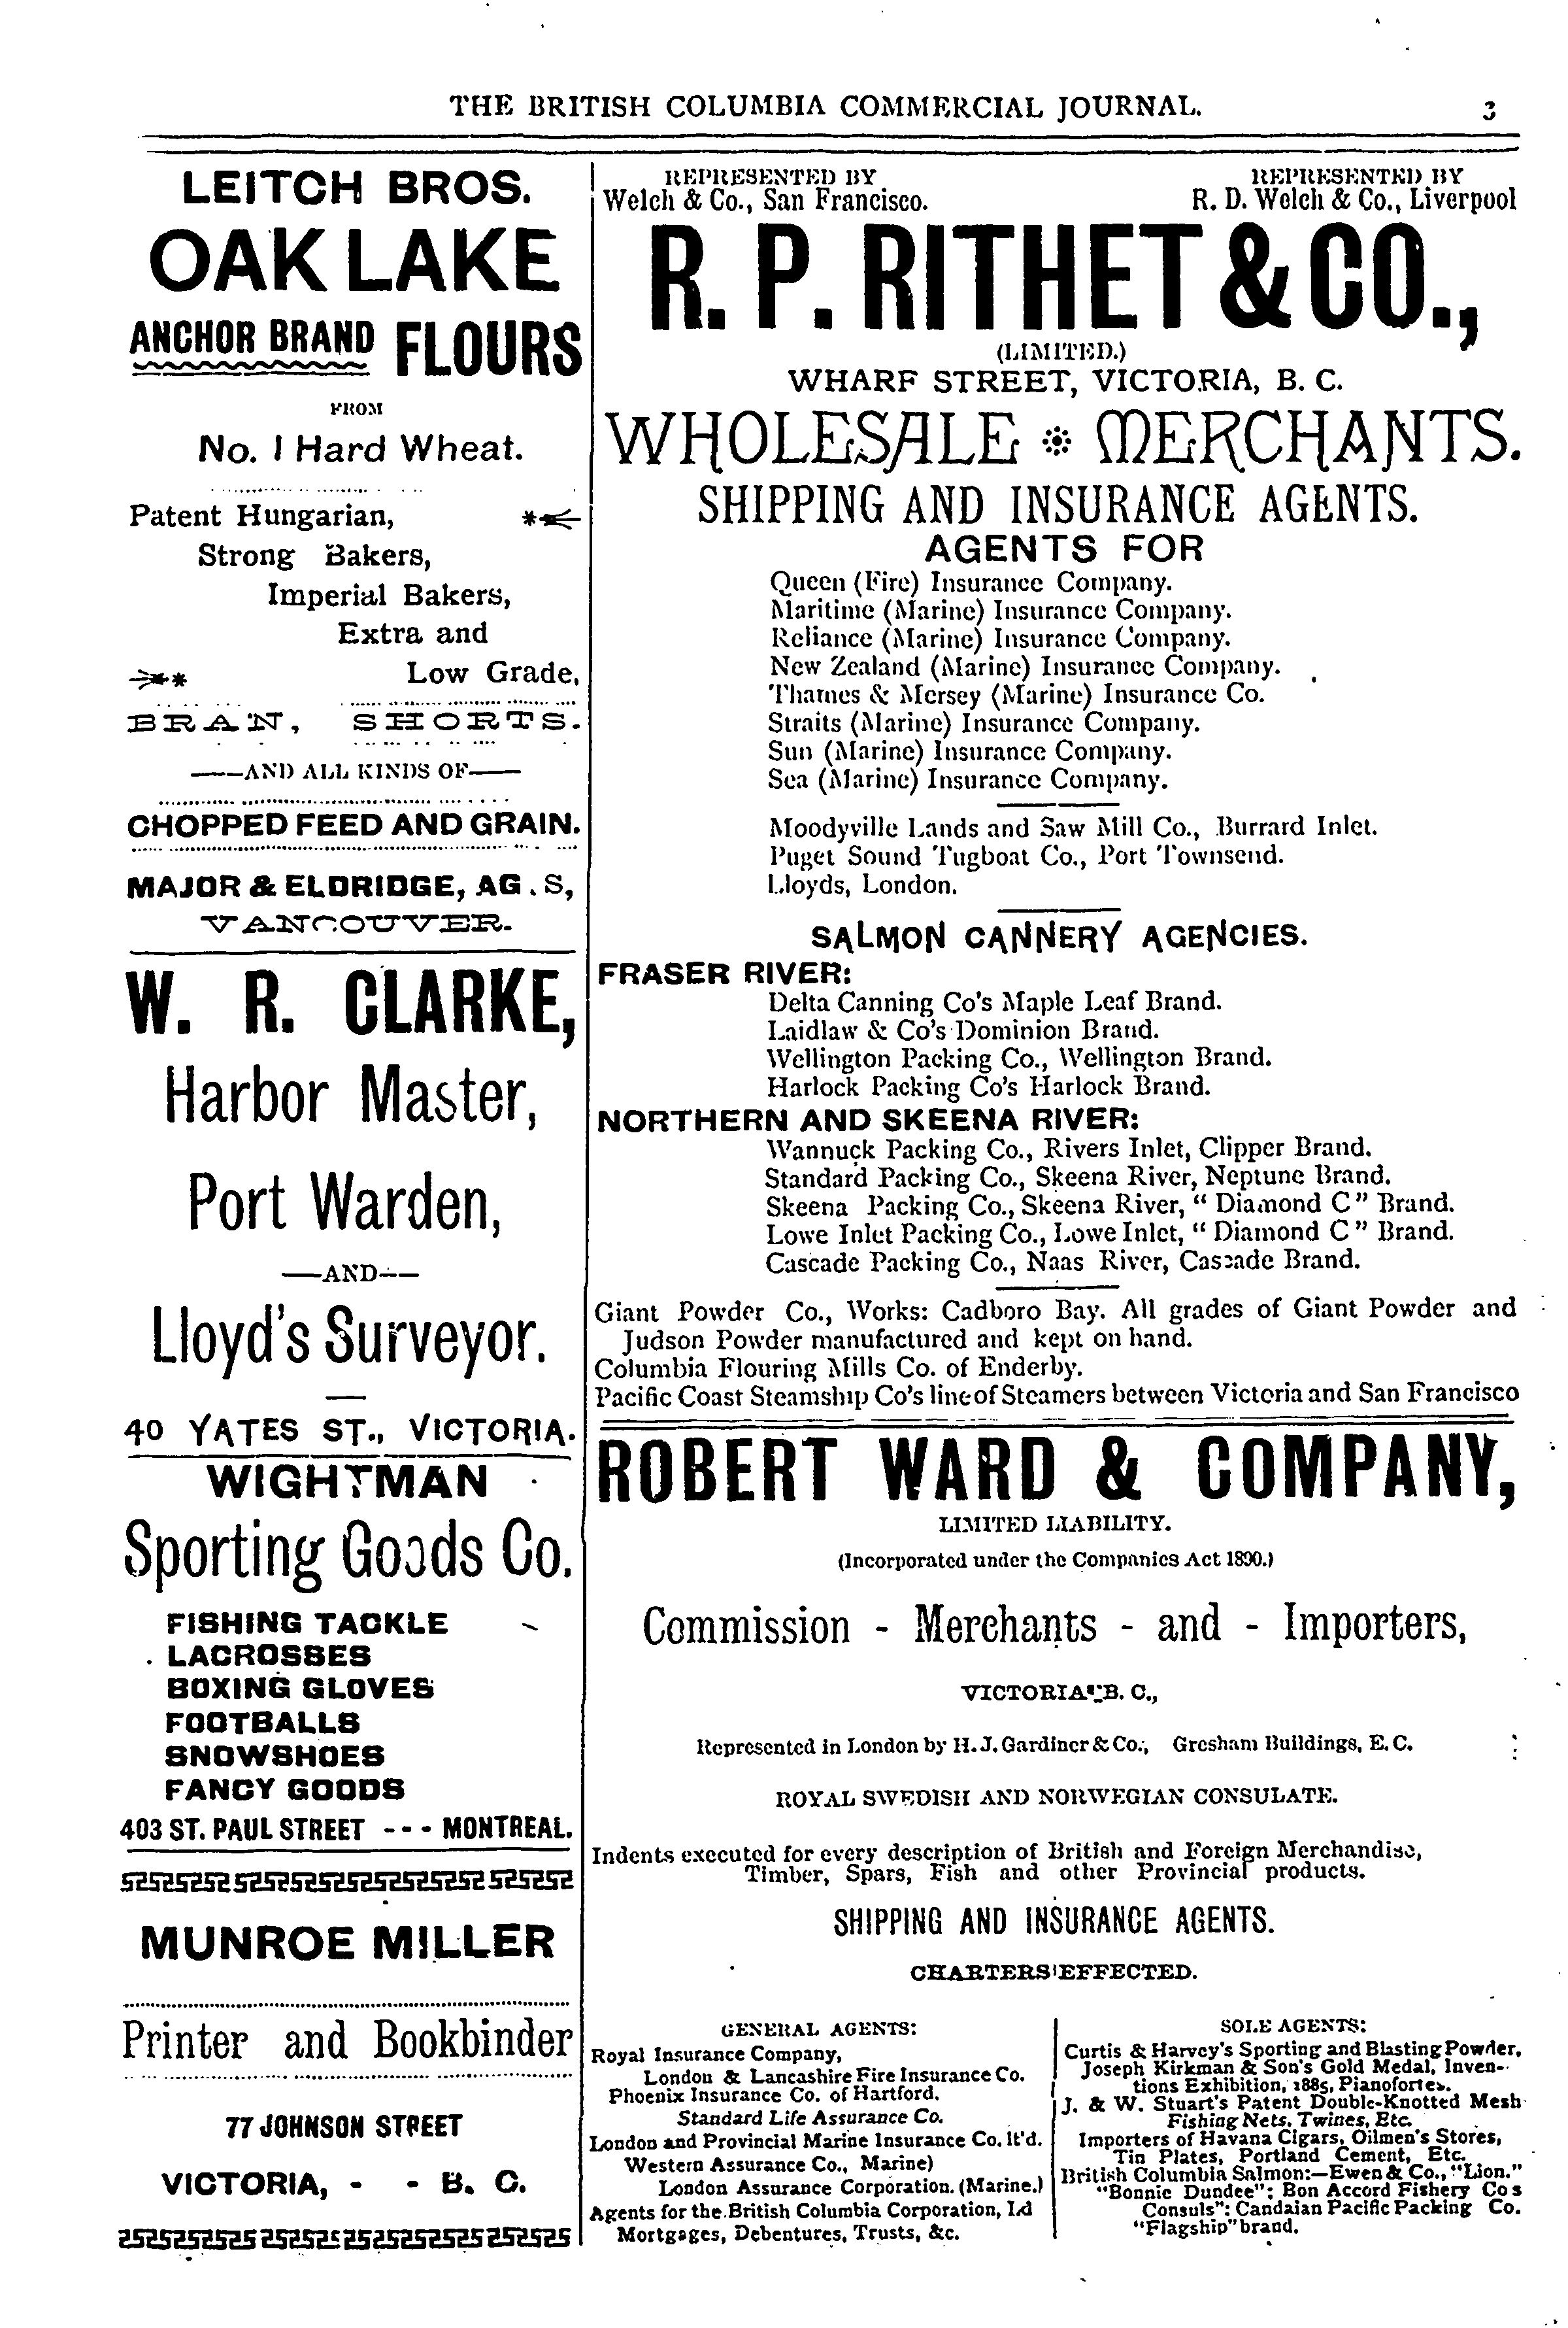 THE BRITISH COLUMBIA COMMERCIAL JOURNAL. 3
LEITCH BROS.
OAK LAKE
ANCHOR BRAND FLOURS
FROM
No. 1 Hard Wheat.
Patent Hungarian,
Strong Bakers,
Imperial Bakers,
Extra and
Low Grade,
BRAN, SHORTS.
—AND ALL KINDS OF—
CHOPPED FEED AND GRAIN.
MAJOR & ELDRIDGE, AG.S,
VANCOUVER.
W. R. CLARKE,
Harbor Master,
Port Warden,
—AND—
Lloyd's Surveyor.
40 YATES ST., VICTORIA.
WIGHTMAN
Sporting Goods Co.
FISHING TACKLE
LACROSSES
BOXING GLOVES
FOOTBALLS
SNOWSHOES
FANCY GOODS
403 ST. PAUL STREET - - - MONTREAL.
MUNROE MILLER
Printer and Bookbinder
77 JOHNSON STREET
VICTORIA, - - B. C.
REPRESENTED BY
Welch & Co., San Francisco.
REPRESENTED BY
R. D. Welch & Co., Liverpool
R. P. RITHET & CO.,
(LIMITED.)
WHARF STREET, VICTORIA, B. C.
WHOLESALE MERCHANTS.
SHIPPING AND INSURANCE AGENTS.
AGENTS FOR
Queen (Fire) Insurance Company.
Maritime (Marine) Insurance Company.
Reliance (Marine) Insurance Company.
New Zealand (Marine) Insurance Company.
Thames & Mersey (Marine) Insurance Co.
Straits (Marine) Insurance Company.
Sun (Marine) Insurance Company.
Sea (Marine) Insurance Company.
Moodyville Lands and Saw Mill Co., Burrard Inlet.
Puget Sound Tugboat Co., Port Townsend.
Lloyds, London.
SALMON CANNERY AGENCIES.
FRASER RIVER:
Delta Canning Co's Maple Leaf Brand.
Laidlaw & Co's Dominion Brand.
Wellington Packing Co., Wellington Brand.
Harlock Packing Co's Harlock Brand.
NORTHERN AND SKEENA RIVER:
Wannuck Packing Co., Rivers Inlet, Clipper Brand.
Standard Packing Co., Skeena River, Neptune Brand.
Skeena Packing Co., Skeena River, " Diamond C " Brand.
Lowe Inlet Packing Co., Lowe Inlet, " Diamond C " Brand.
Cascade Packing Co., Naas River, Cascade Brand.
Giant Powder Co., Works: Cadboro Bay. All grades of Giant Powder and
Judson Powder manufactured and kept on hand.
Columbia Flouring Mills Co. of Enderby.
Pacific Coast Steamship Co's line of Steamers between Victoria and San Francisco
ROBERT WARD & COMPANY,
LIMITED LIABILITY.
(Incorporated under the Companies Act 1890.)
Commission - Merchants - and - Importers,
VICTORIA B. C.,
Represented in London by H. J. Gardiner & Co., Gresham Buildings, E. C.
ROYAL SWEDISH AND NORWEGIAN CONSULATE.
Indents executed for every description of British and Foreign Merchandise,
Timber, Spars, Fish and other Provincial products.
SHIPPING AND INSURANCE AGENTS.
CHARTERS EFFECTED.
GENERAL AGENTS:
Royal Insurance Company,
London & Lancashire Fire Insurance Co.
Phoenix Insurance Co. of Hartford.
Standard Life Assurance Co.
London and Provincial Marine Insurance Co. lt'd.
Western Assurance Co., Marine)
London Assurance Corporation. (Marine.)
Agents for the British Columbia Corporation, Ld
Mortgages, Debentures, Trusts, &c.
SOLE AGENTS:
Curtis & Harvey's Sporting and Blasting Powder,
Joseph Kirkman & Son's Gold Medal, Inven-
tions Exhibition, 1885, Pianofortes.
J. & W. Stuart's Patent Double-Knotted Mesh
Fishing Nets, Twines, Etc.
Importers of Havana Cigars, Oilmen's Stores,
Tin Plates, Portland Cement, Etc.
British Columbia Salmon:—Ewen & Co., "Lion."
"Bonnie Dundee"; Bon Accord Fishery Co s
Consuls"; Candaian Pacific Packing Co.
"Flagship" brand.